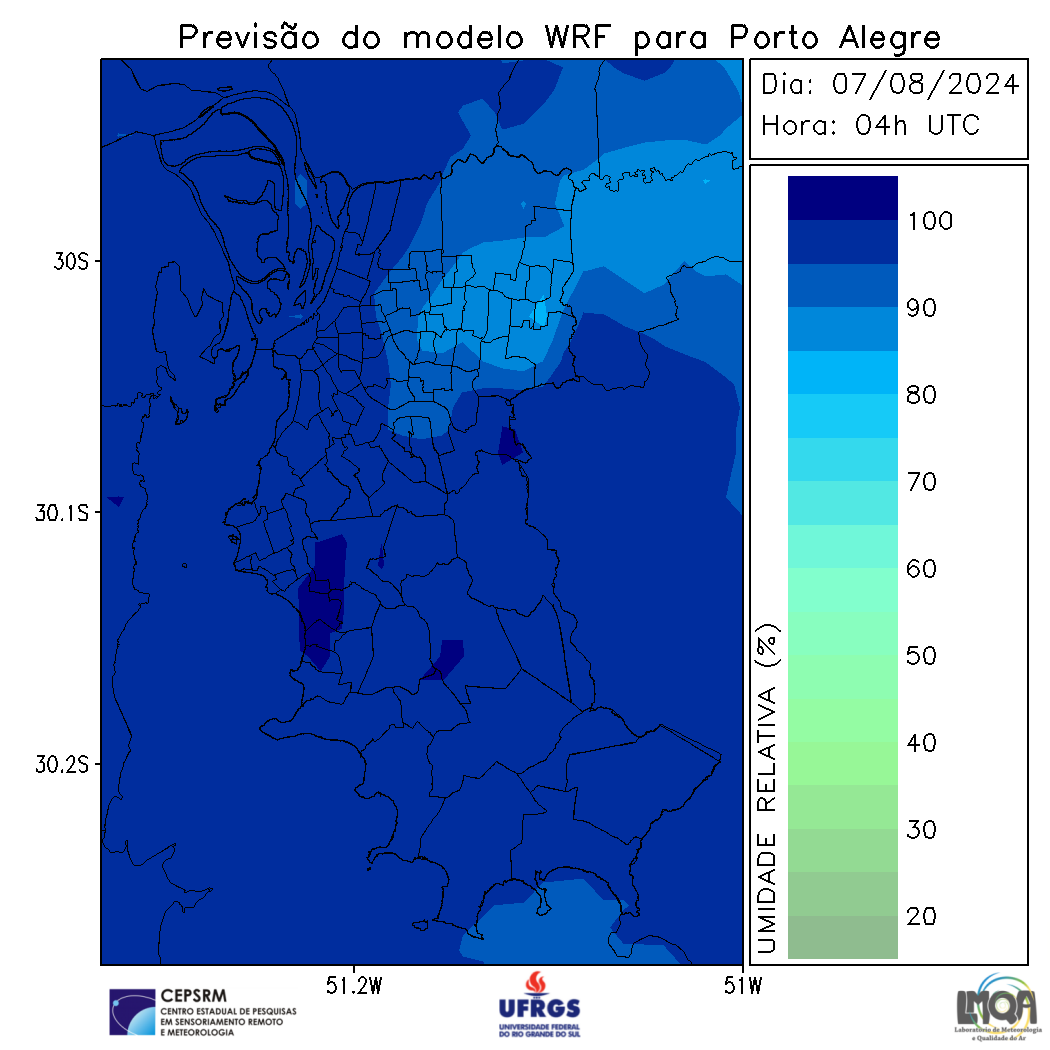 Previsão do modelo WRF para Porto Alegre
Dia: 07/08/2024
Hora: 04h UTC
100
90
80
70
60
50
40
30
20
UMIDADE RELATIVA (%)
30S
30.1S
30.2S
51.2W
51W
CEPSRM
CENTRO ESTADUAL DE PESQUISAS
EM SENSORIAMENTO REMOTO
E METEOROLOGIA
UFRGS
UNIVERSIDADE FEDERAL
DO RIO GRANDE DO SUL
LMQA
Laboratório de Meteorologia
e Qualidade do Ar